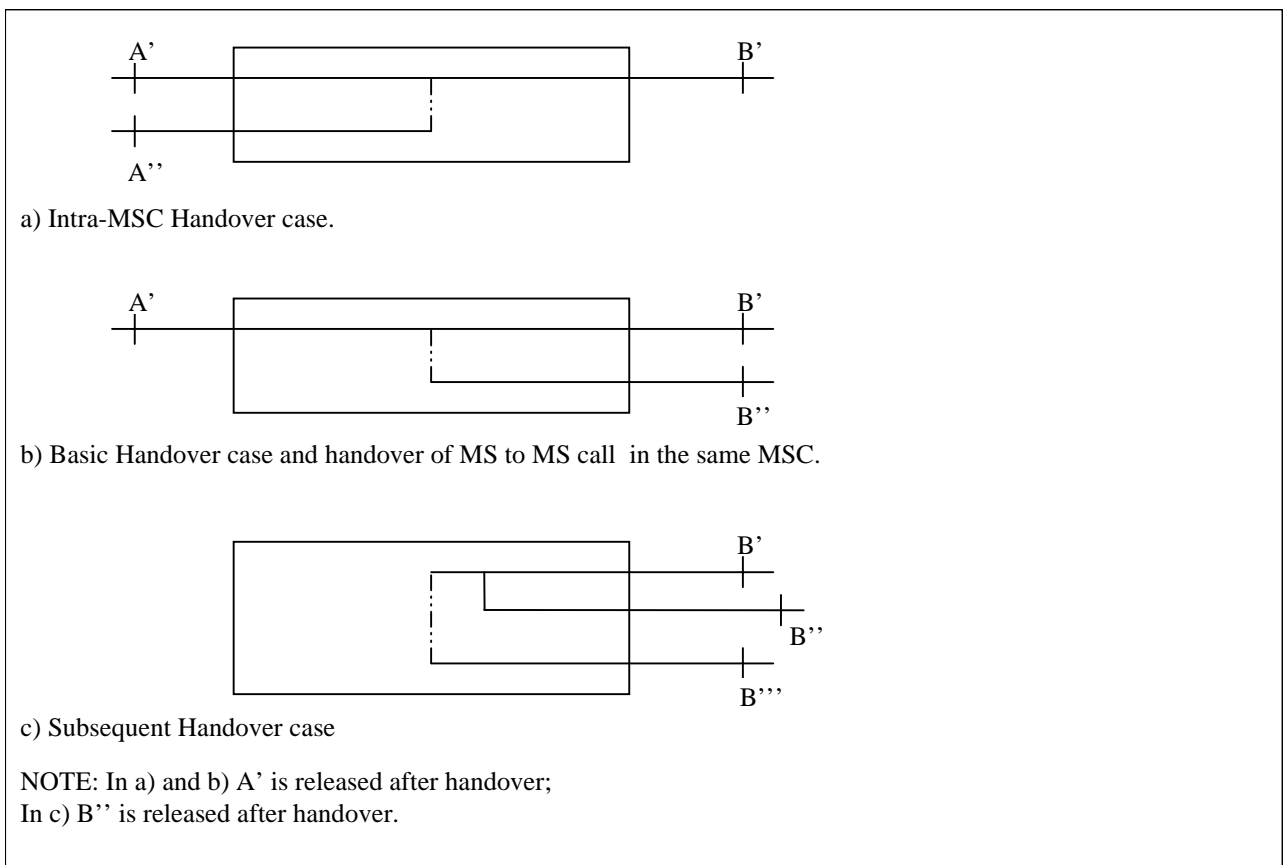 A’ B’
A’’
a) Intra-MSC Handover case.
A’ B’
B’’
b) Basic Handover case and handover of MS to MS call in the same MSC.
B’
B’’
B’’’
c) Subsequent Handover case
NOTE: In a) and b) A’ is released after handover;
In c) B’’ is released after handover.